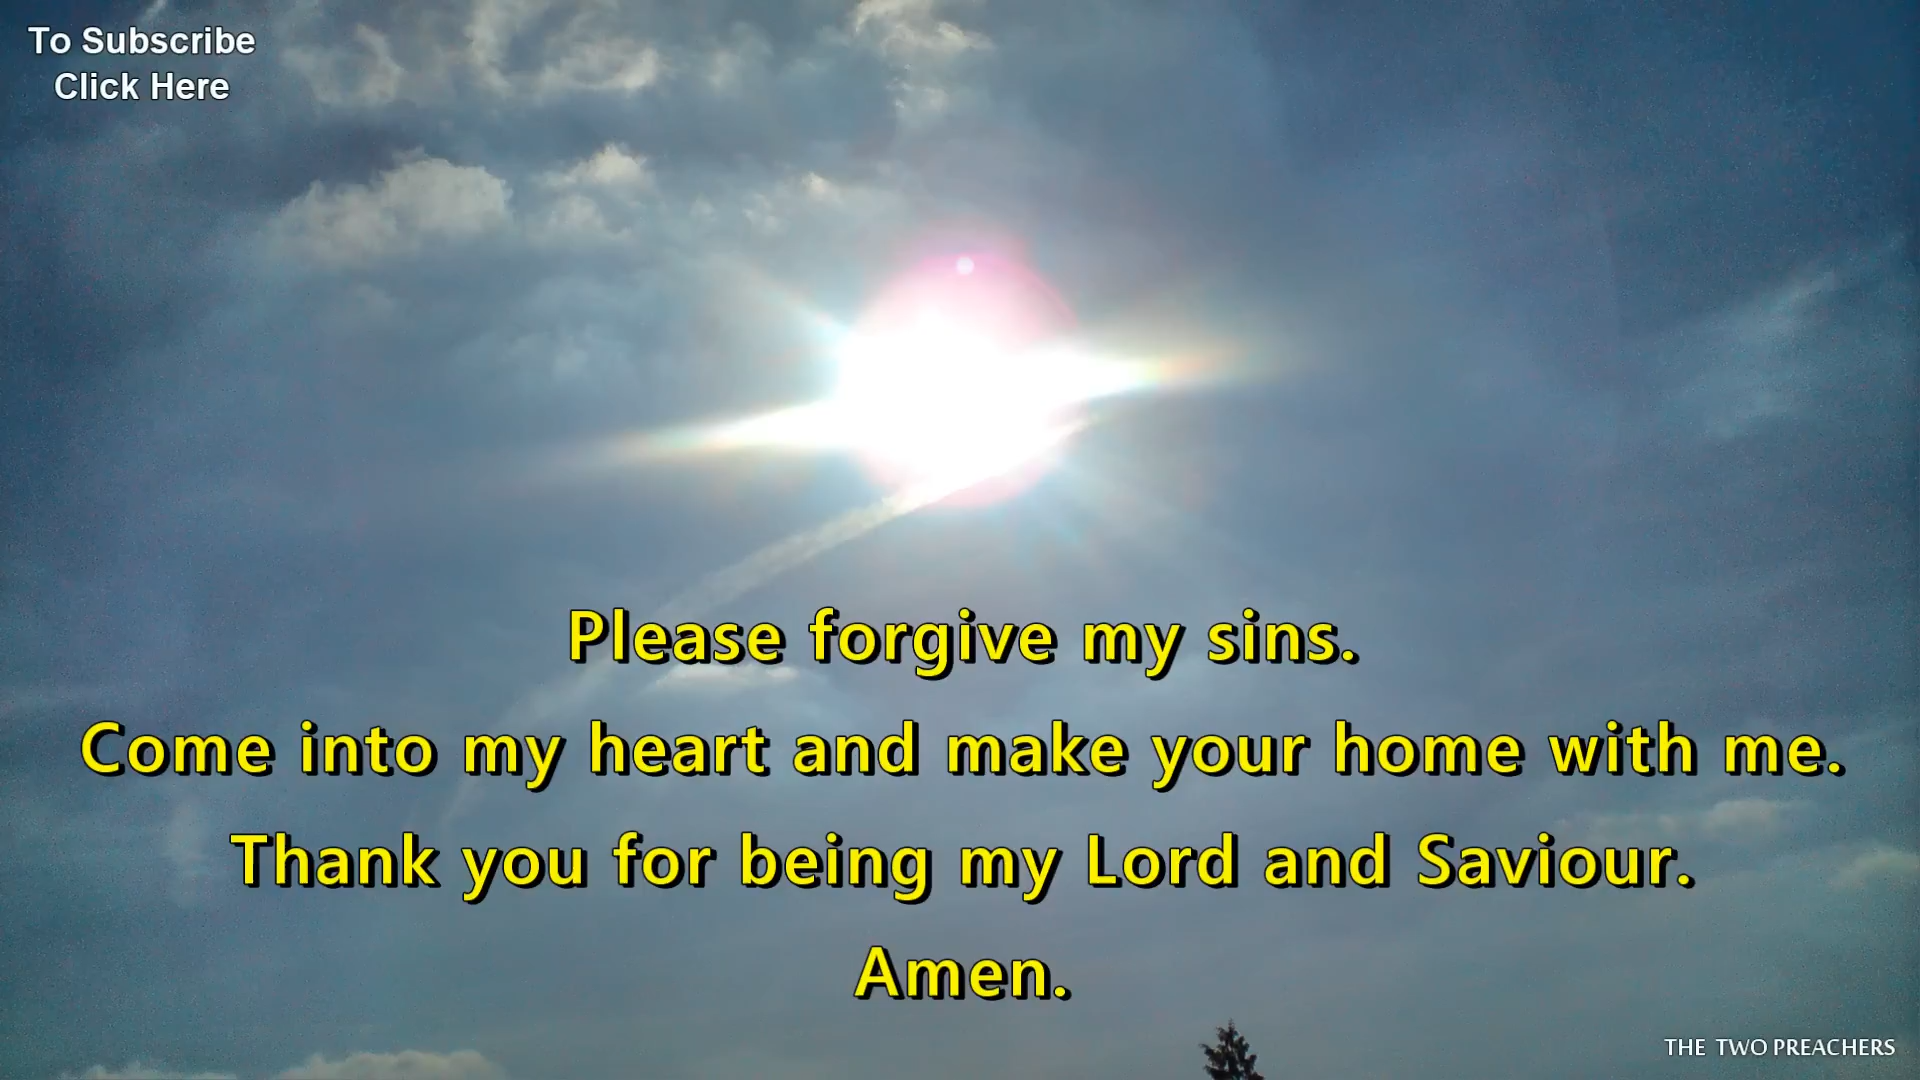 To Subscribe
Click Here
Please forgive my sins.
Come into my heart and make your home with me.
Thank you for being my Lord and Saviour.
Amen.
THE TWO PREACHERS